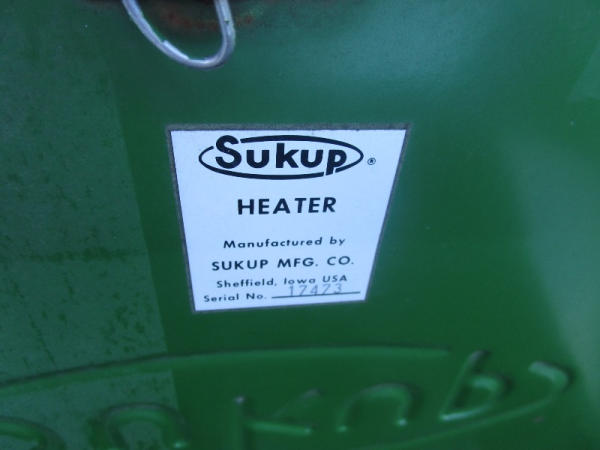 Sukup®
HEATER
Manufactured by
SUKUP MFG. CO.
Sheffield, Iowa USA
Serial No. 17473